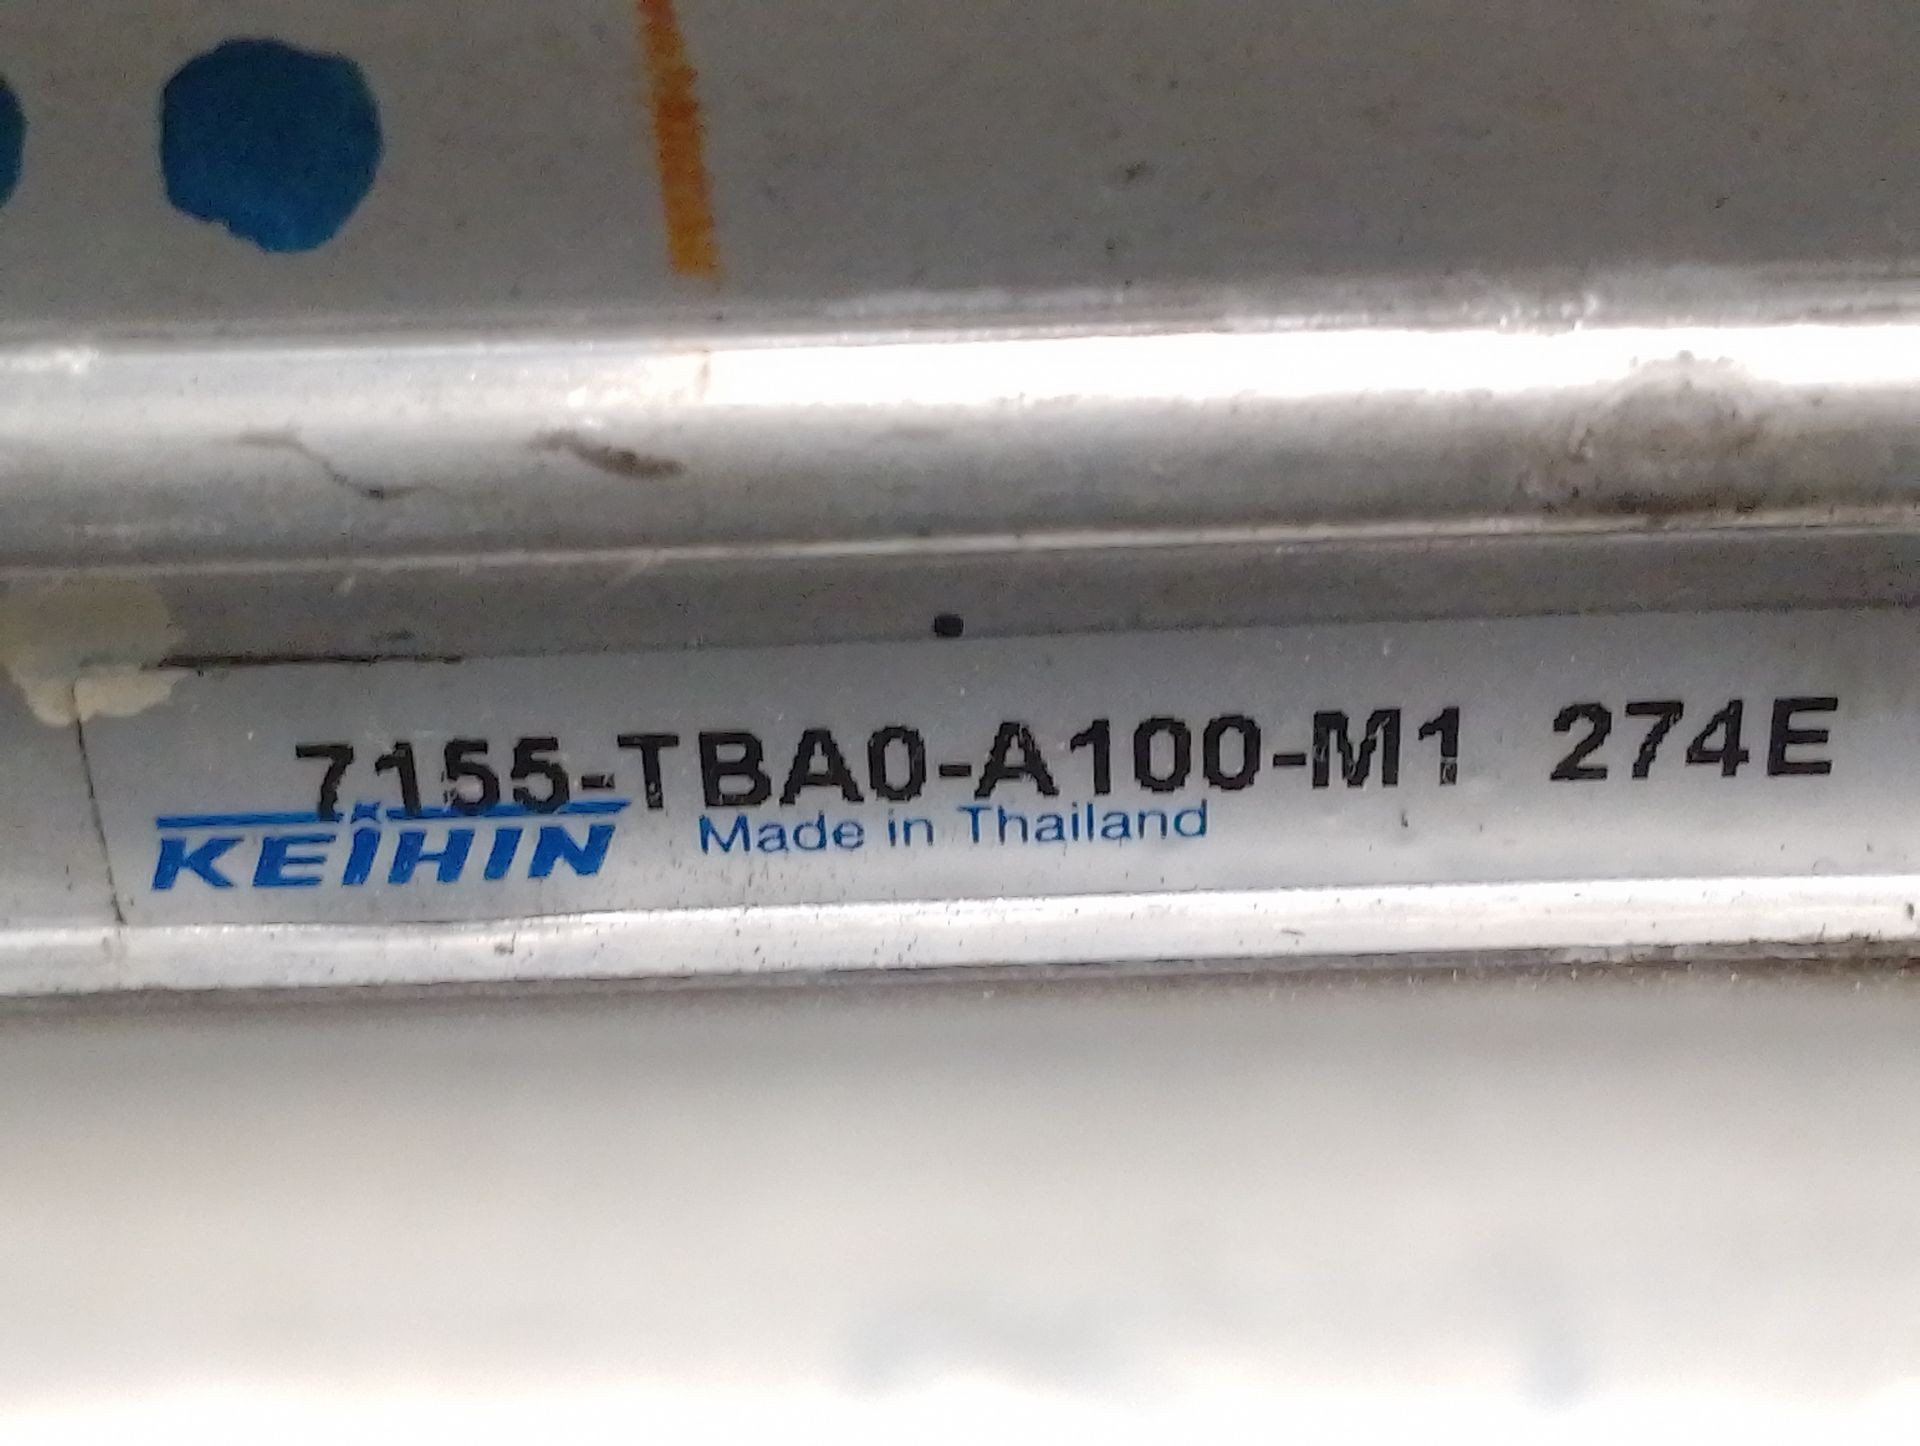 7155-TBA0-A100-M1 274E
KEIHIN Made in Thailand